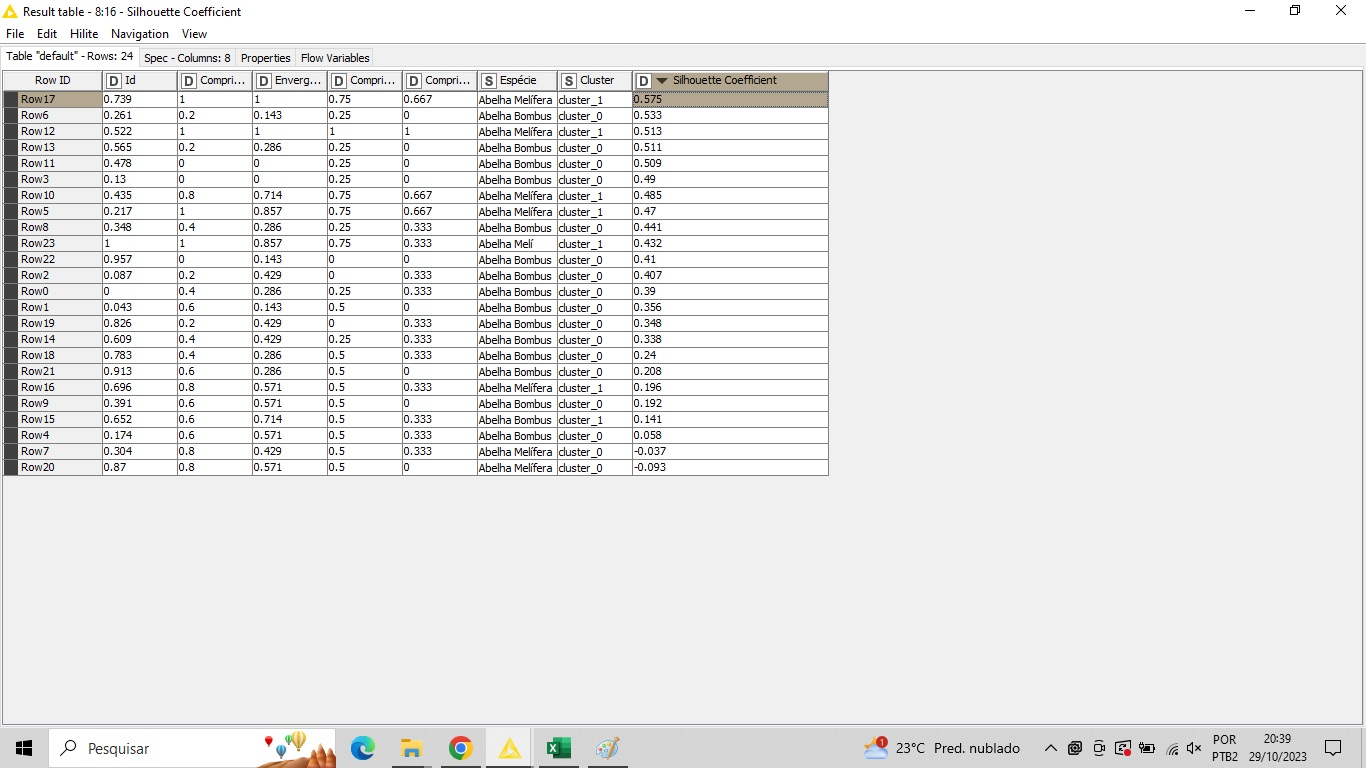 Result table - 8:16 - Silhouette Coefficient
File Edit Hilite Navigation View
Table "default" - Rows: 24 Spec - Columns: 8 Properties Flow Variables
Row ID D Id D Compri... D Enverg... D Compri... D Compri... S Espécie S Cluster D Silhouette Coefficient
Row17 0.739 1 1 0.75 0.667 Abelha Melífera cluster_1 0.575
Row6 0.261 0.2 0.143 0.25 0 Abelha Bombus cluster_0 0.533
Row12 0.522 1 1 1 1 Abelha Melífera cluster_1 0.513
Row13 0.565 0.2 0.286 0.25 0 Abelha Bombus cluster_0 0.511
Row11 0.478 0 0 0.25 0 Abelha Bombus cluster_0 0.509
Row3 0.13 0 0 0.25 0 Abelha Bombus cluster_0 0.49
Row10 0.435 0.8 0.714 0.75 0.667 Abelha Melífera cluster_1 0.485
Row5 0.217 1 0.857 0.75 0.667 Abelha Melífera cluster_1 0.47
Row8 0.348 0.4 0.286 0.25 0.333 Abelha Bombus cluster_0 0.441
Row23 1 1 0.857 0.75 0.333 Abelha Melí cluster_1 0.432
Row22 0.957 0 0.143 0 0 Abelha Bombus cluster_0 0.41
Row2 0.087 0.2 0.429 0 0.333 Abelha Bombus cluster_0 0.407
Row0 0 0.4 0.286 0.25 0.333 Abelha Bombus cluster_0 0.39
Row1 0.043 0.6 0.143 0.5 0 Abelha Bombus cluster_0 0.356
Row19 0.826 0.2 0.429 0 0.333 Abelha Bombus cluster_0 0.348
Row14 0.609 0.4 0.429 0.25 0.333 Abelha Bombus cluster_0 0.338
Row18 0.783 0.4 0.286 0.5 0.333 Abelha Bombus cluster_0 0.24
Row21 0.913 0.6 0.286 0.5 0 Abelha Bombus cluster_0 0.208
Row16 0.696 0.8 0.571 0.5 0.333 Abelha Melífera cluster_1 0.196
Row9 0.391 0.6 0.571 0.5 0 Abelha Bombus cluster_0 0.192
Row15 0.652 0.6 0.714 0.5 0.333 Abelha Bombus cluster_1 0.141
Row4 0.174 0.6 0.571 0.5 0.333 Abelha Bombus cluster_0 0.058
Row7 0.304 0.8 0.429 0.5 0.333 Abelha Melífera cluster_0 -0.037
Row20 0.87 0.8 0.571 0.5 0 Abelha Melífera cluster_0 -0.093
Pesquisar 1 23°C Pred. nublado POR 20:39
PTB2 29/10/2023